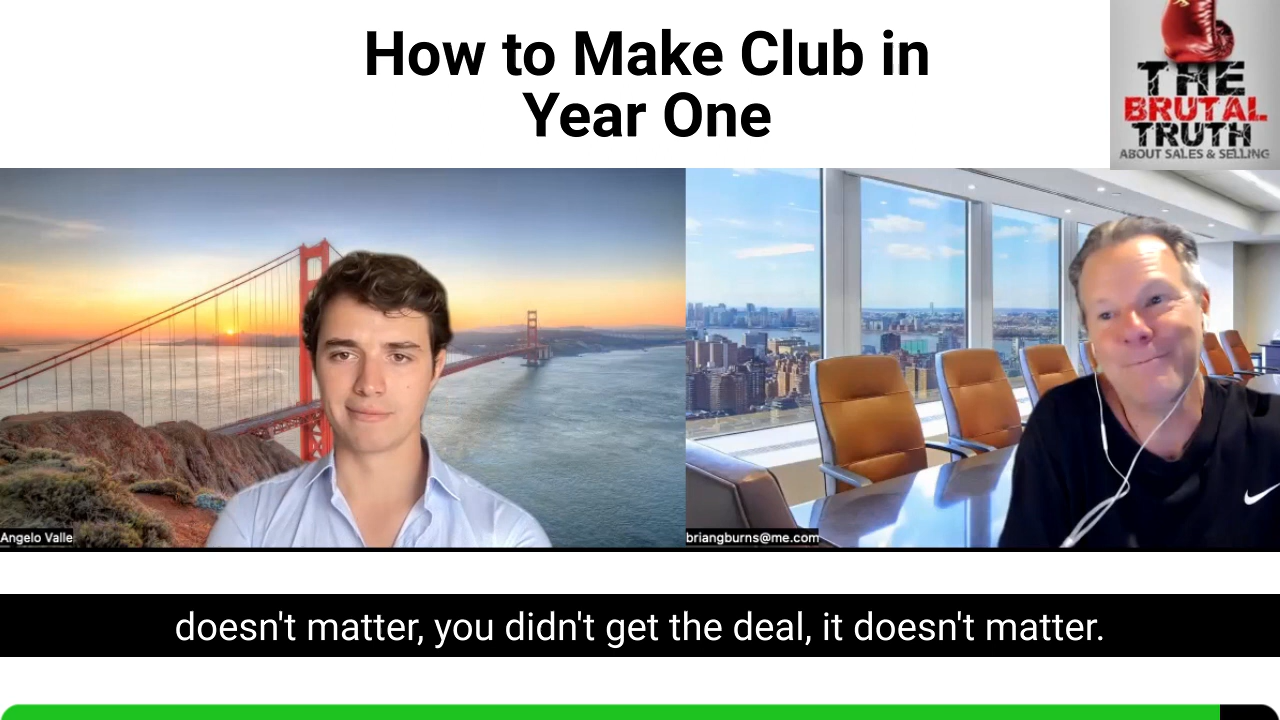 How to Make Club in
Year One
THE
BRUTAL
TRUTH
ABOUT SALES & SELLING
Angelo Valle
briangburns@me.com
doesn't matter, you didn't get the deal, it doesn't matter.